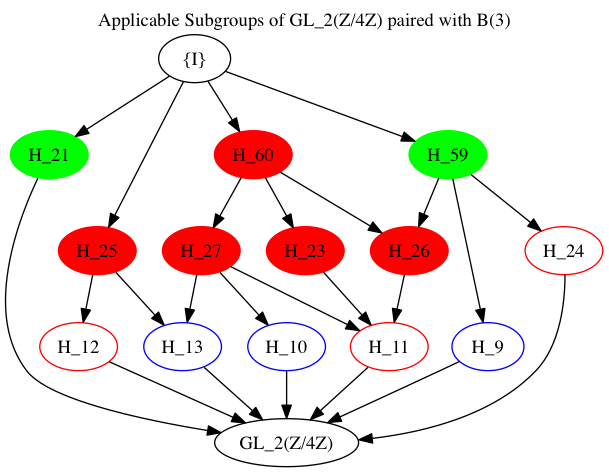 Applicable Subgroups of GL_2(Z/4Z) paired with B(3)
{I}
H_21
H_60
H_59
H_25
H_27
H_23
H_26
H_24
H_12
H_13
H_10
H_11
H_9
GL_2(Z/4Z)